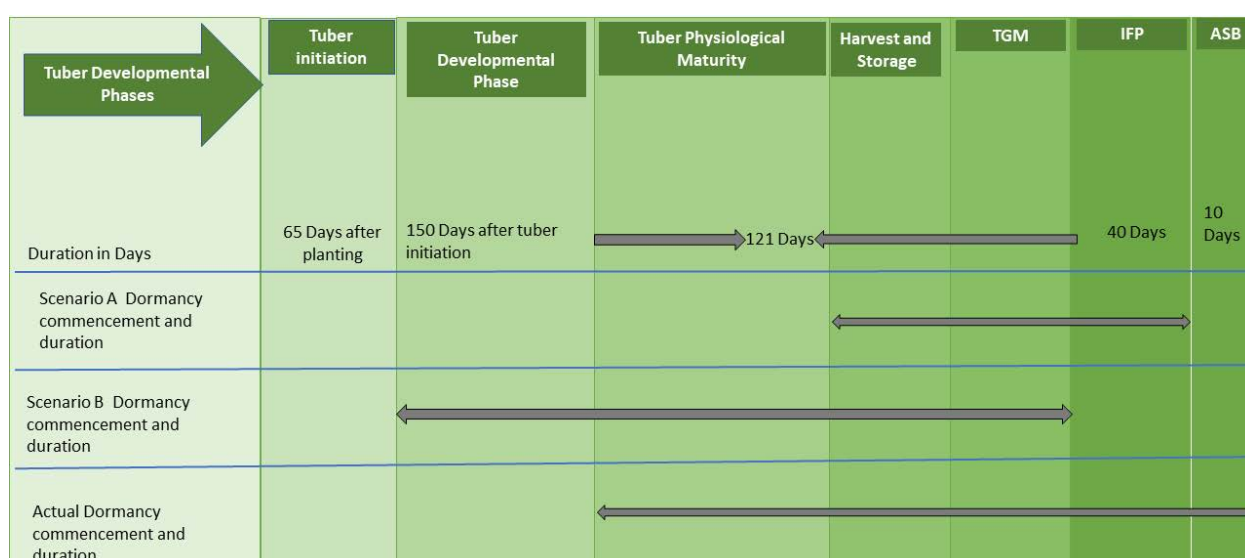 Tuber Developmental
Phases
Tuber
initiation
Tuber
Developmental
Phase
Tuber Physiological
Maturity
Harvest and
Storage
TGM
IFP
ASB
Duration in Days
65 Days after
planting
150 Days after tuber
initiation
121 Days
40 Days
10
Days
Scenario A Dormancy
commencement and
duration
Scenario B Dormancy
commencement and
duration
Actual Dormancy
commencement and
duration